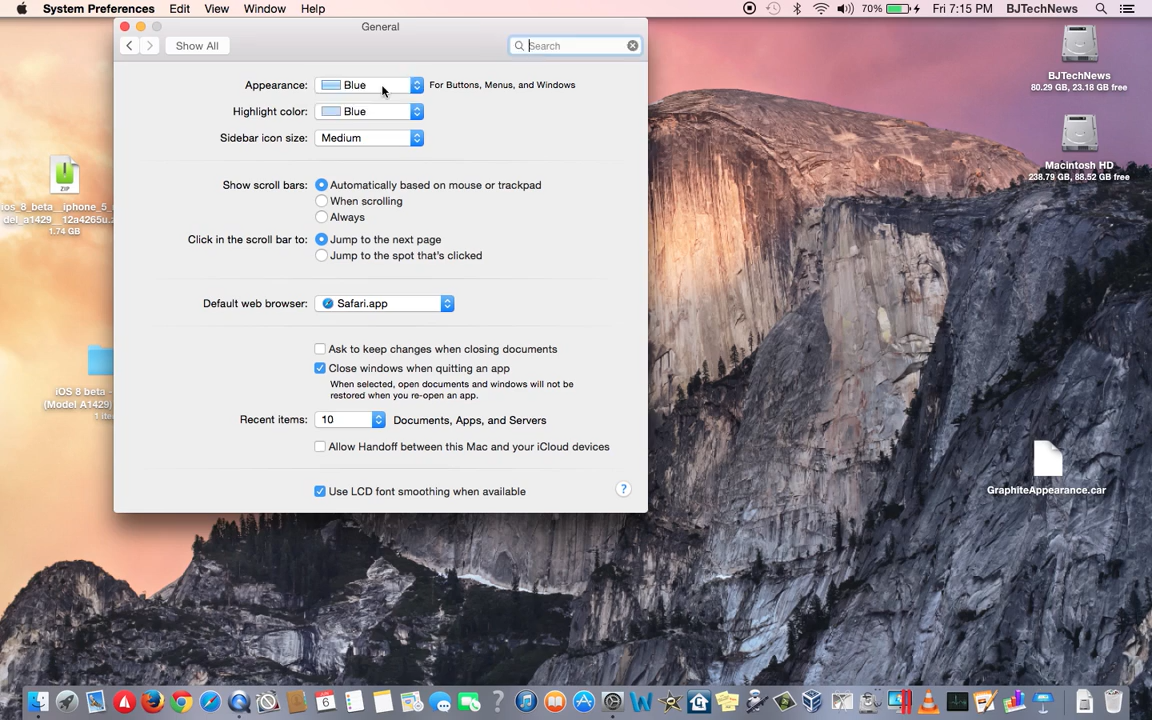 System Preferences Edit View Window Help
70% Fri 7:15 PM BJTechNews
General
Show All
Search
Appearance: Blue For Buttons, Menus, and Windows
Highlight color: Blue
Sidebar icon size: Medium
Show scroll bars: Automatically based on mouse or trackpad
When scrolling
Always
Click in the scroll bar to: Jump to the next page
Jump to the spot that's clicked
Default web browser: Safari.app
Ask to keep changes when closing documents
Close windows when quitting an app
When selected, open documents and windows will not be
restored when you re-open an app.
Recent items: 10 Documents, Apps, and Servers
Allow Handoff between this Mac and your iCloud devices
Use LCD font smoothing when available
?
ZIP
ios_8_beta__iphone_5_
del_a1429__12a4265u.
1.74 GB
iOS 8 beta -
(Model A1429)
1 ite
BJTechNews
80.29 GB, 23.18 GB free
Macintosh HD
238.79 GB, 88.52 GB free
GraphiteAppearance.car
6